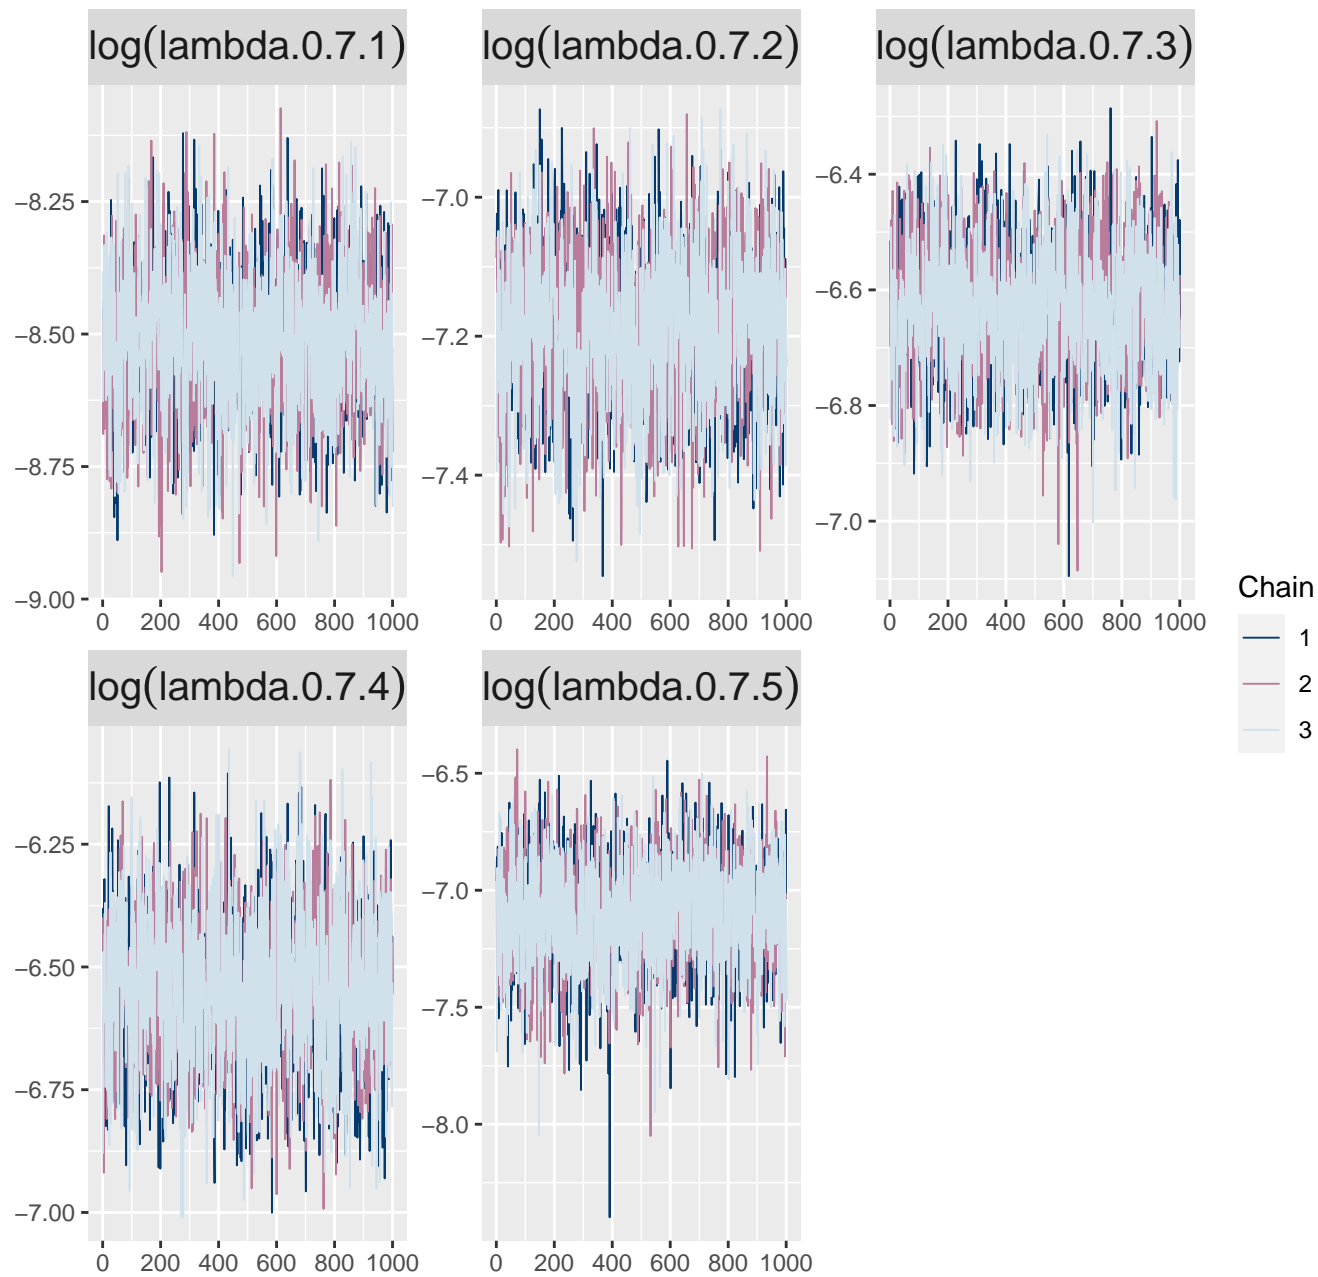 log(lambda.0.7.1)
log(lambda.0.7.2)
log(lambda.0.7.3)
−8.25
−8.50
−8.75
−9.00
−7.0
−7.2
−7.4
−6.4
−6.6
−6.8
−7.0
0 200 400 600 800 1000
0 200 400 600 800 1000
0 200 400 600 800 1000
log(lambda.0.7.4)
log(lambda.0.7.5)
−6.25
−6.50
−6.75
−7.00
−6.5
−7.0
−7.5
−8.0
0 200 400 600 800 1000
0 200 400 600 800 1000
Chain
1
2
3